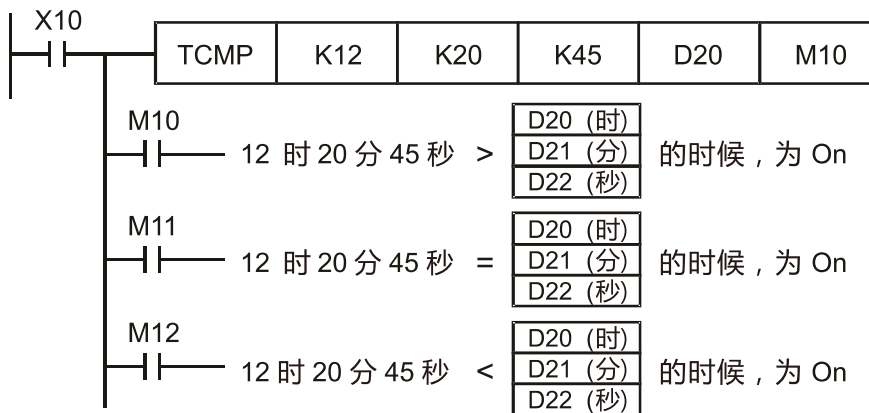 X10
TCMP K12 K20 K45 D20 M10
M10
D20 (时)
12 时 20 分 45 秒 > D21 (分) 的时候，为 On
D22 (秒)
M11
D20 (时)
12 时 20 分 45 秒 = D21 (分) 的时候，为 On
D22 (秒)
M12
D20 (时)
12 时 20 分 45 秒 < D21 (分) 的时候，为 On
D22 (秒)